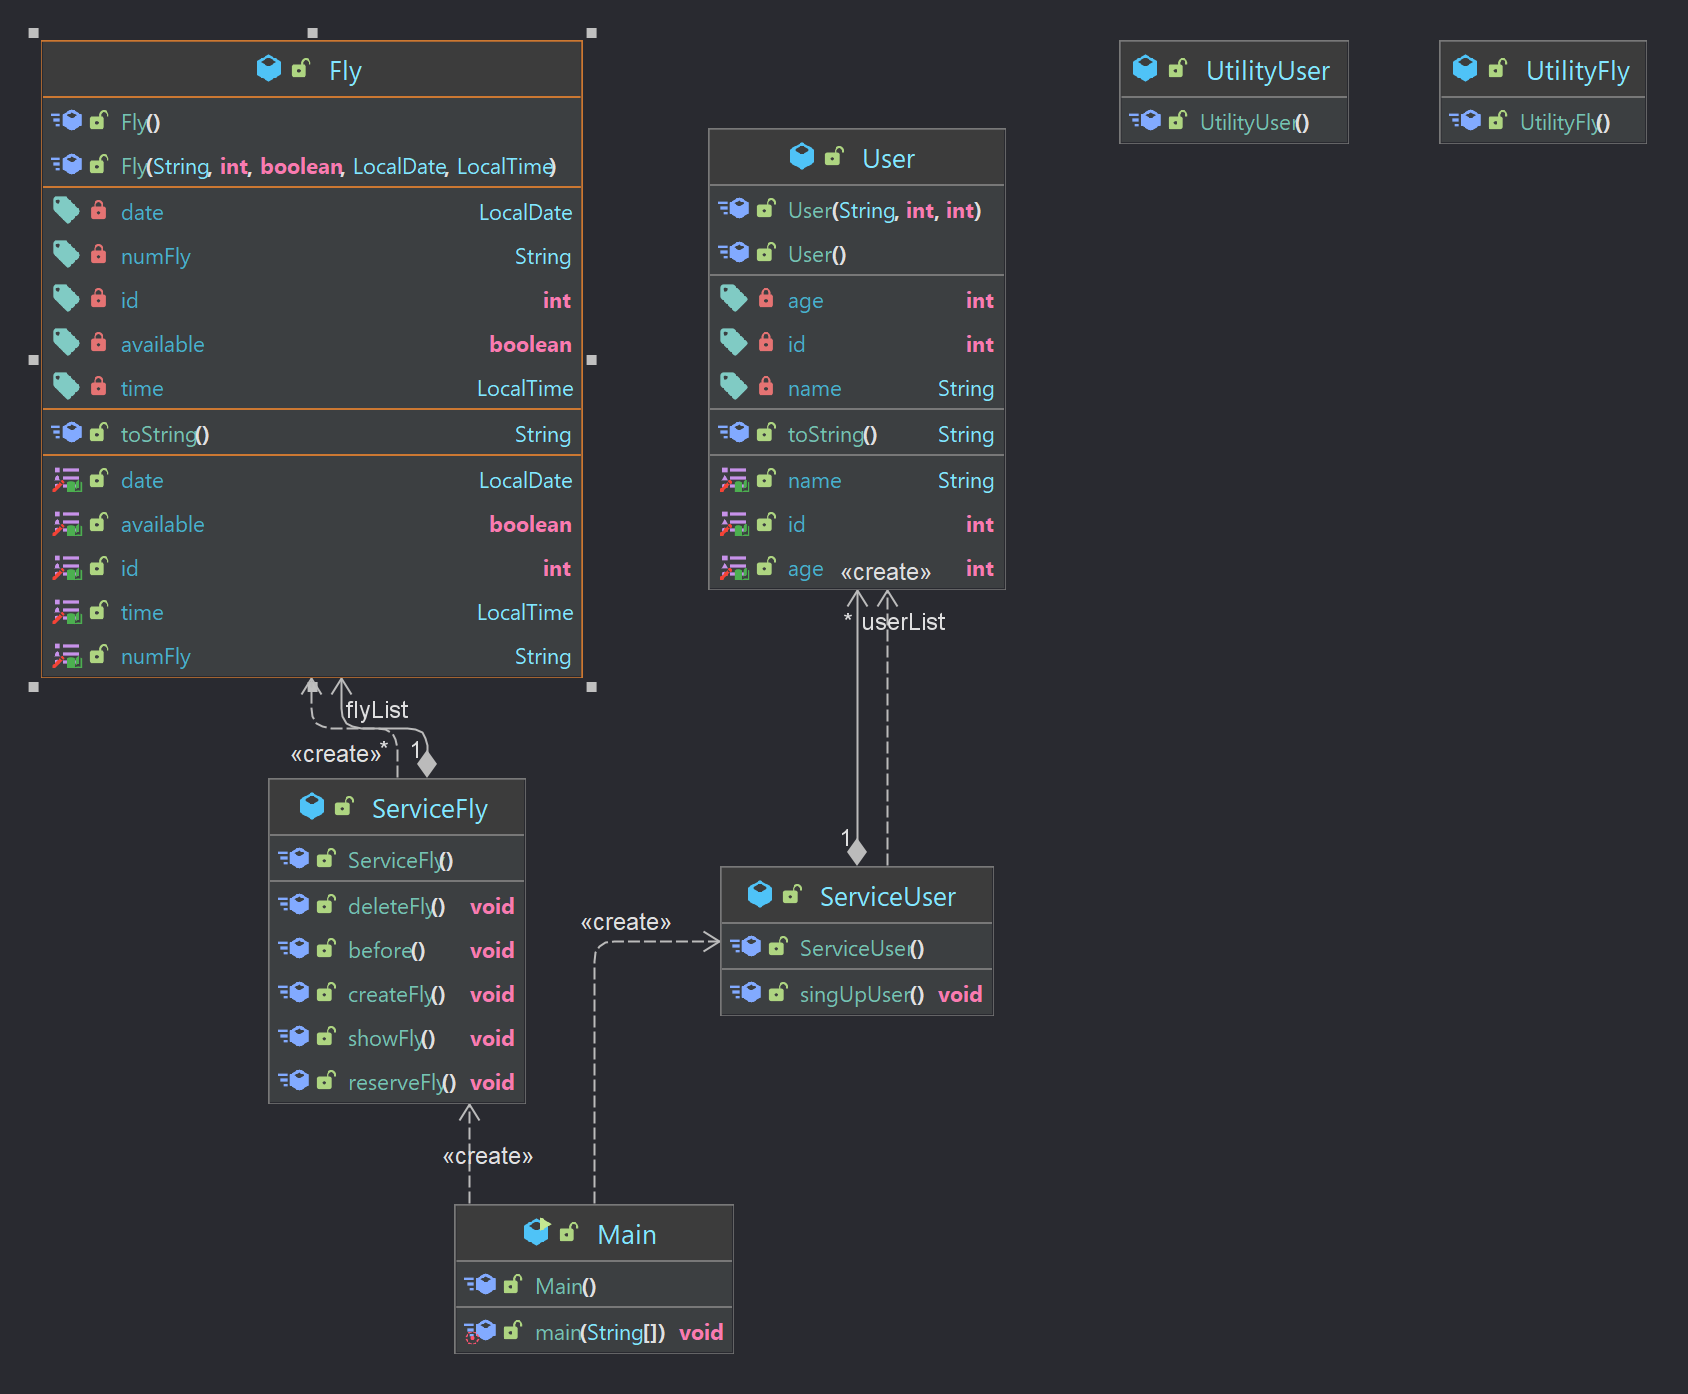 Fly
Fly()
Fly(String, int, boolean, LocalDate, LocalTime)
date LocalDate
numFly String
id int
available boolean
time LocalTime
toString() String
date LocalDate
available boolean
id int
time LocalTime
numFly String
User
User(String, int, int)
User()
age int
id int
name String
toString() String
name String
id int
age int
«create»
* userList
1
UtilityUser
UtilityUser()
UtilityFly
UtilityFly()
flyList
«create» * 1
ServiceFly
ServiceFly()
deleteFly() void
before() void
createFly() void
showFly() void
reserveFly() void
«create»
ServiceUser
ServiceUser()
singUpUser() void
«create»
Main
Main()
main(String[]) void